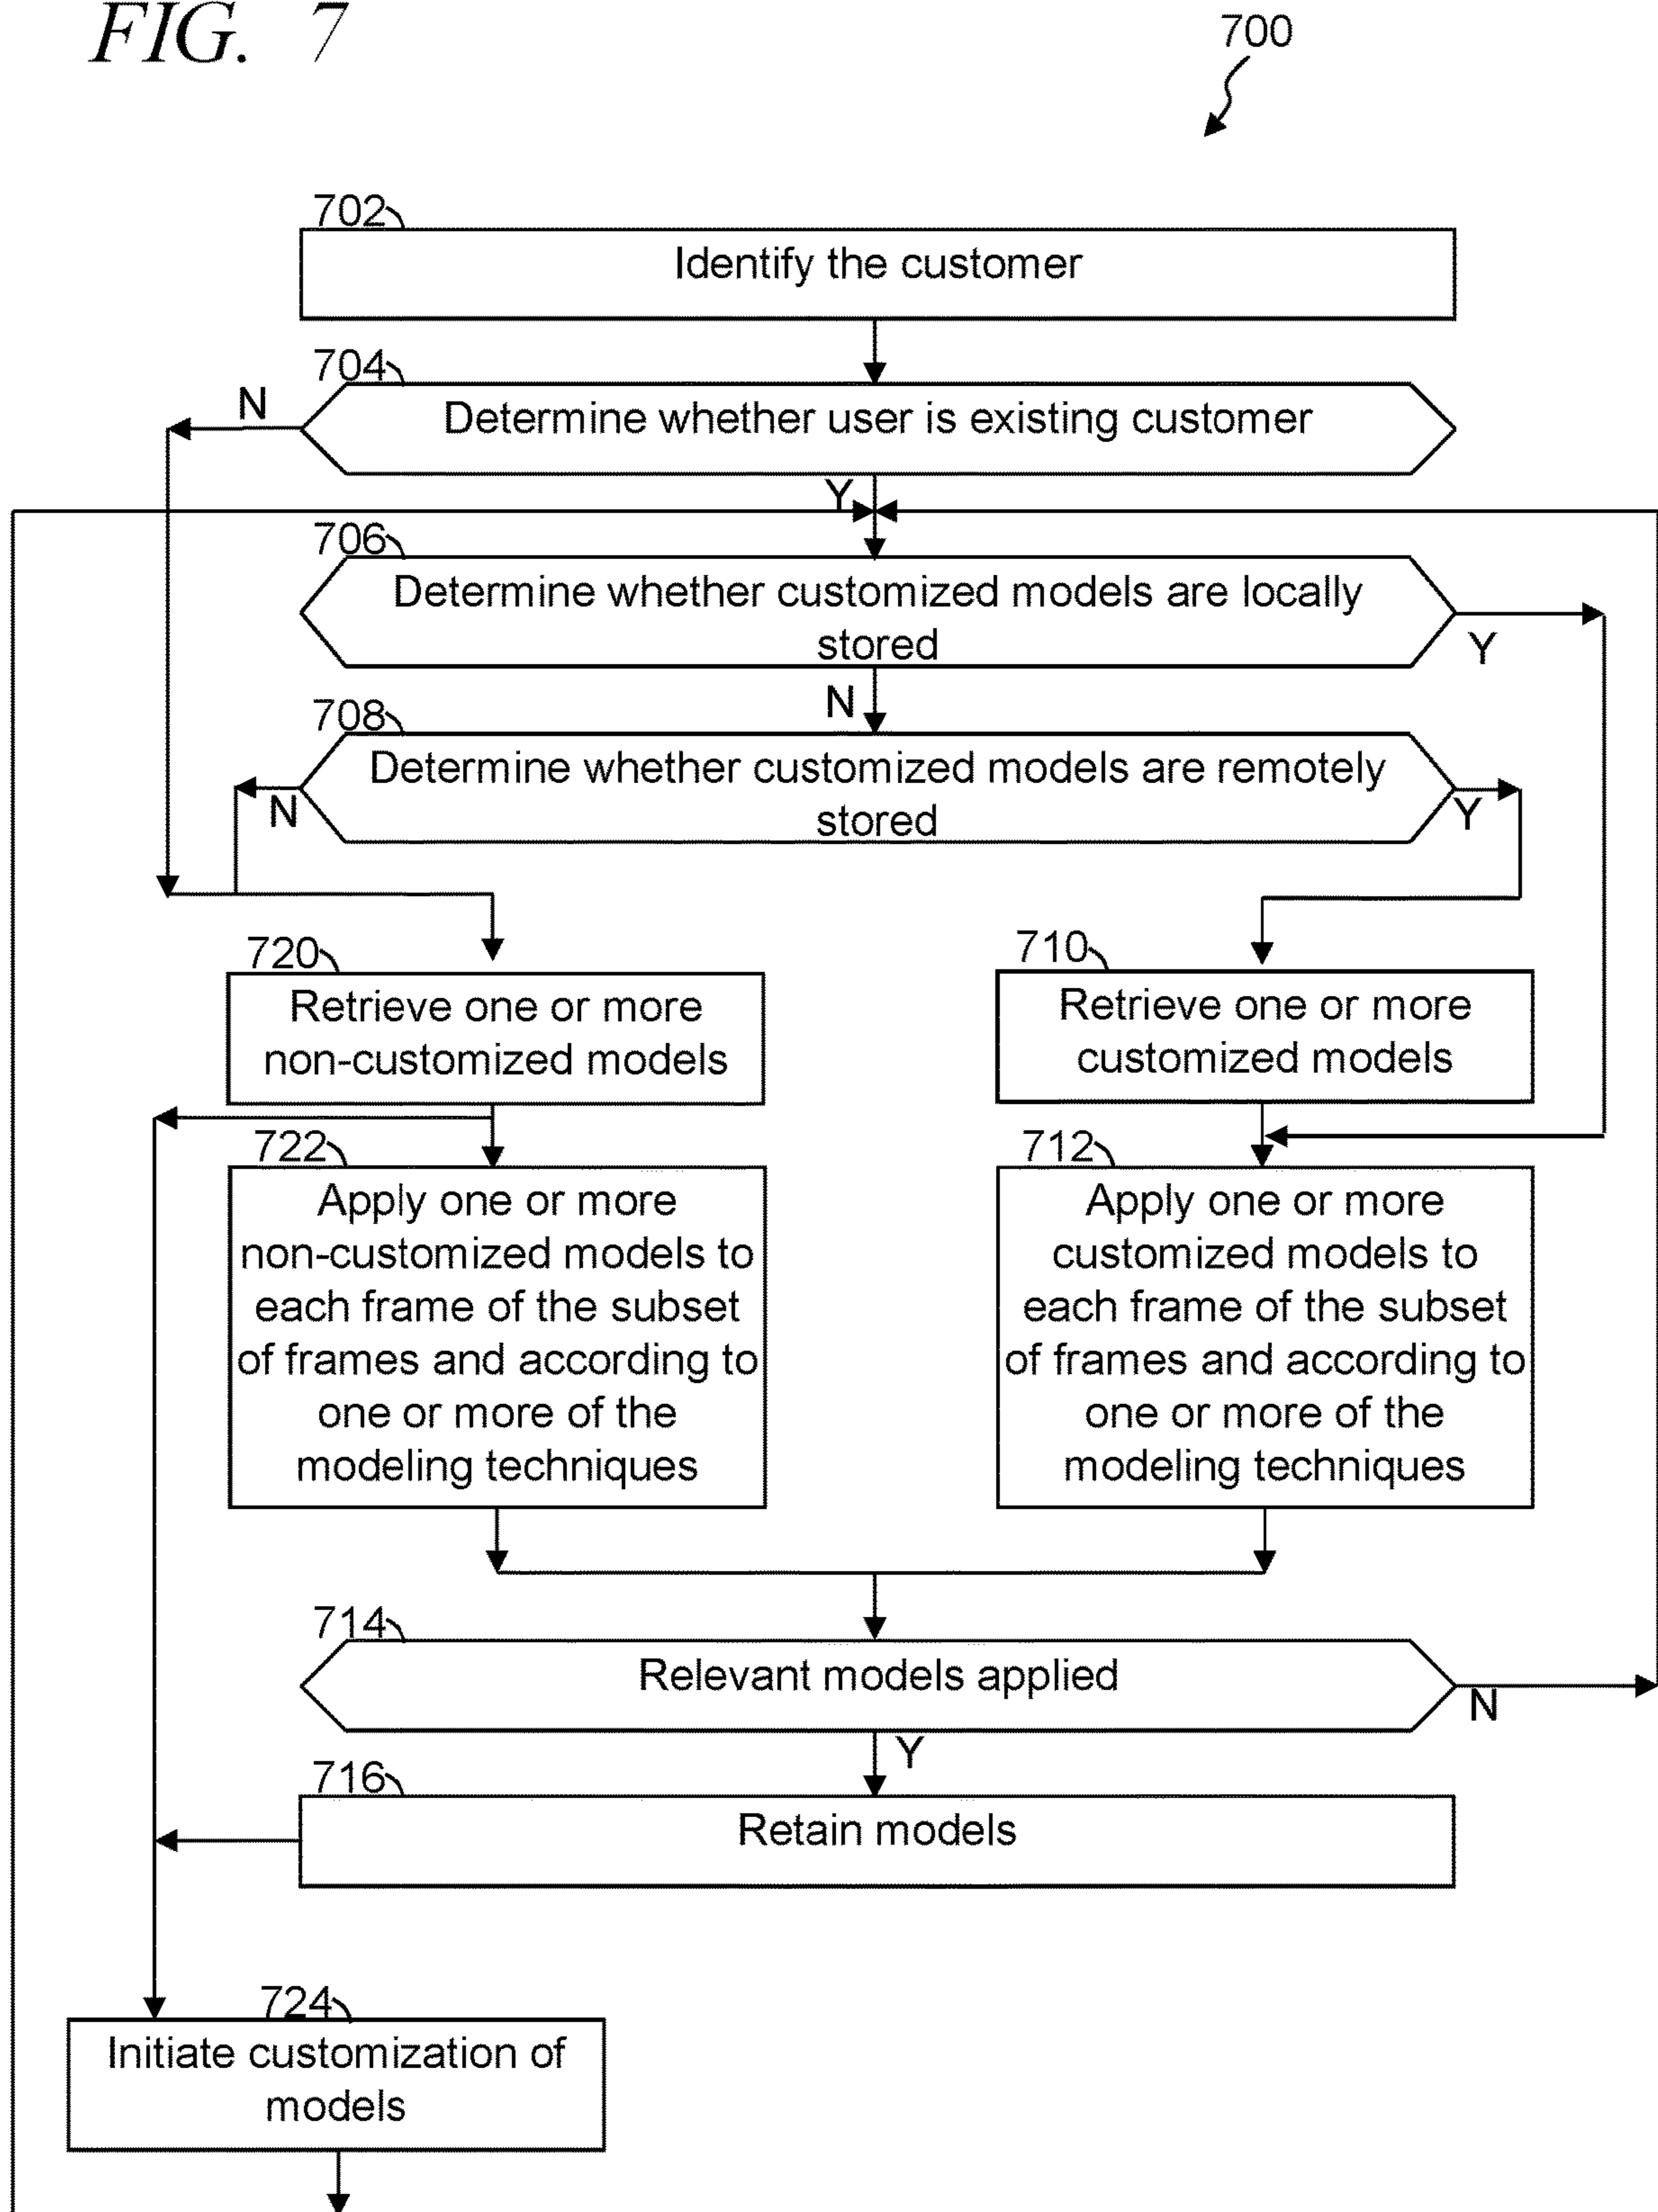 FIG. 7
700
702
Identify the customer
704
N
Determine whether user is existing customer
Y
706
Determine whether customized models are locally
stored
Y
N
708
Determine whether customized models are remotely
stored
N
Y
720
Retrieve one or more
non-customized models
710
Retrieve one or more
customized models
722
Apply one or more
non-customized models to
each frame of the subset
of frames and according to
one or more of the
modeling techniques
712
Apply one or more
customized models to
each frame of the subset
of frames and according to
one or more of the
modeling techniques
714
Relevant models applied
N
Y
716
Retain models
724
Initiate customization of
models